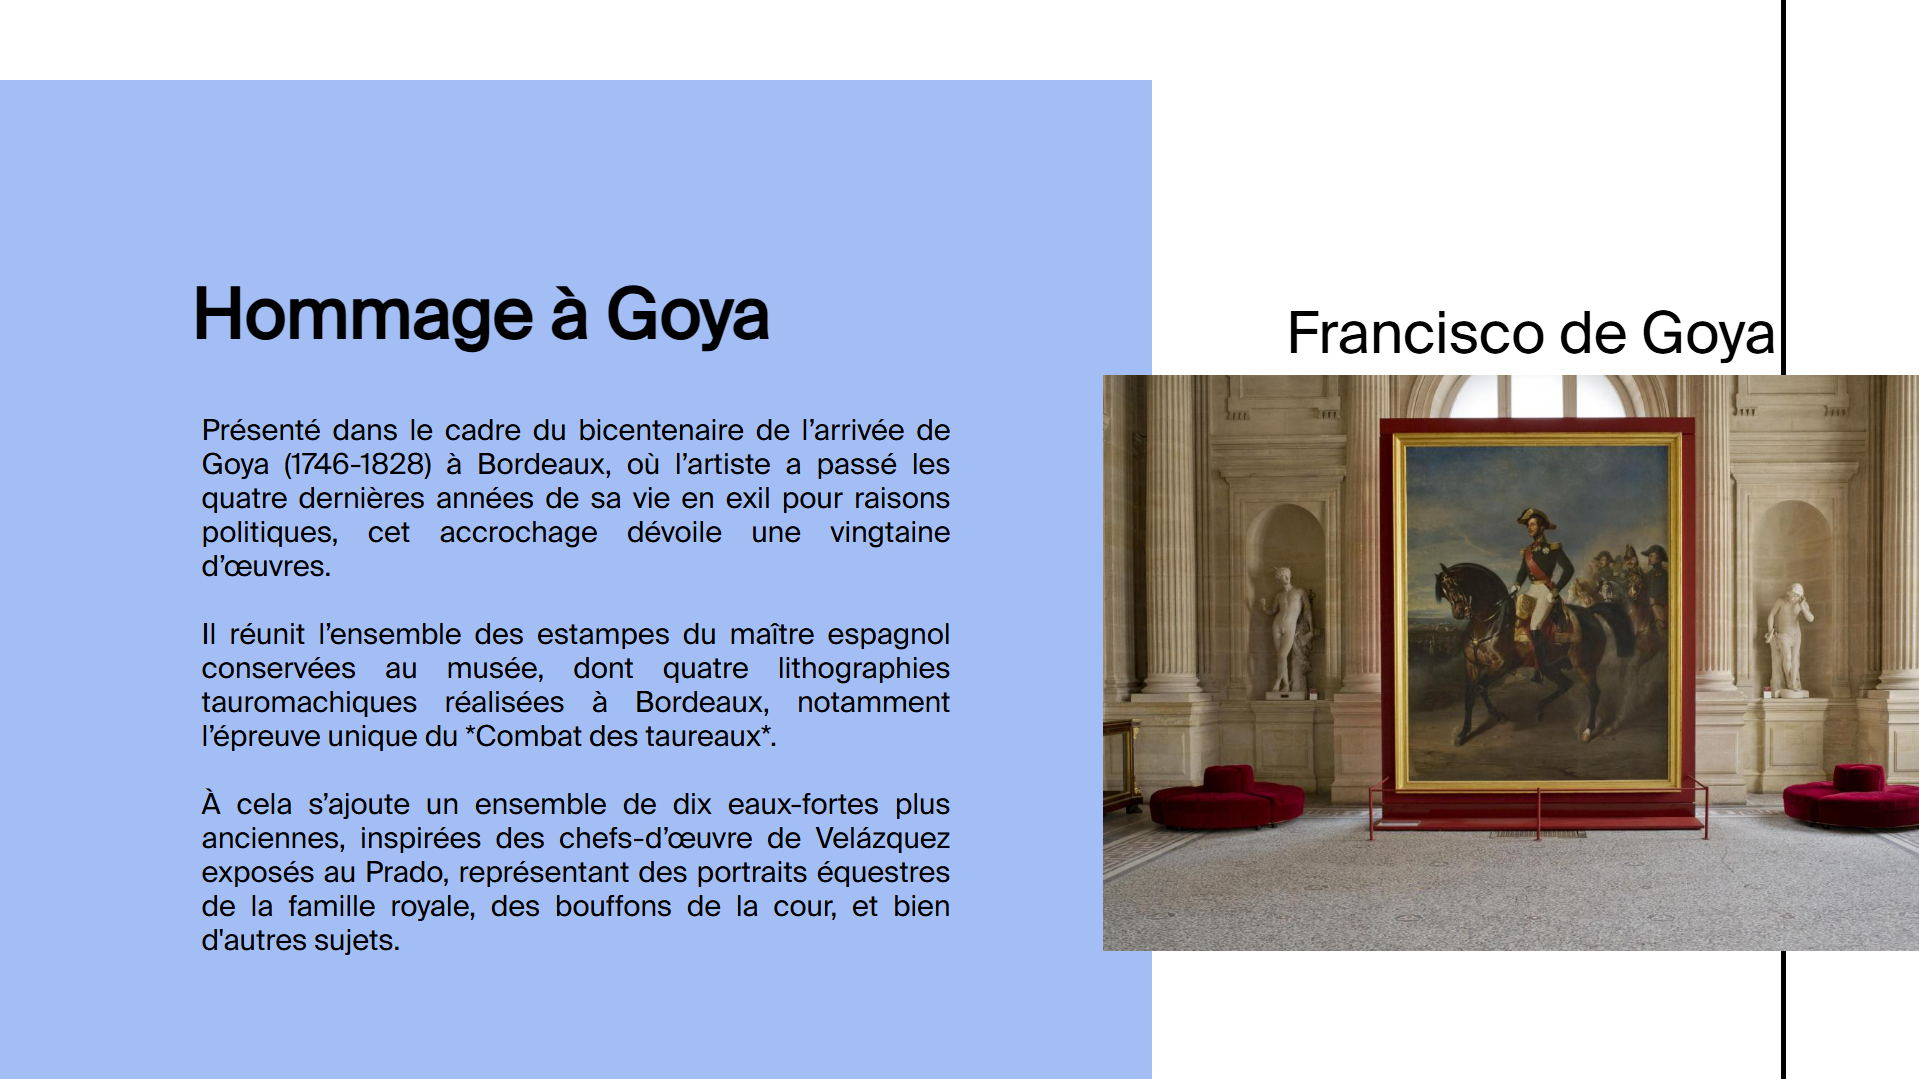 Hommage à Goya
Francisco de Goya
Présenté dans le cadre du bicentenaire de l’arrivée de
Goya (1746-1828) à Bordeaux, où l’artiste a passé les
quatre dernières années de sa vie en exil pour raisons
politiques, cet accrochage dévoile une vingtaine
d’œuvres.
Il réunit l’ensemble des estampes du maître espagnol
conservées au musée, dont quatre lithographies
tauromachiques réalisées à Bordeaux, notamment
l’épreuve unique du *Combat des taureaux*.
À cela s’ajoute un ensemble de dix eaux-fortes plus
anciennes, inspirées des chefs-d’œuvre de Velázquez
exposés au Prado, représentant des portraits équestres
de la famille royale, des bouffons de la cour, et bien
d'autres sujets.